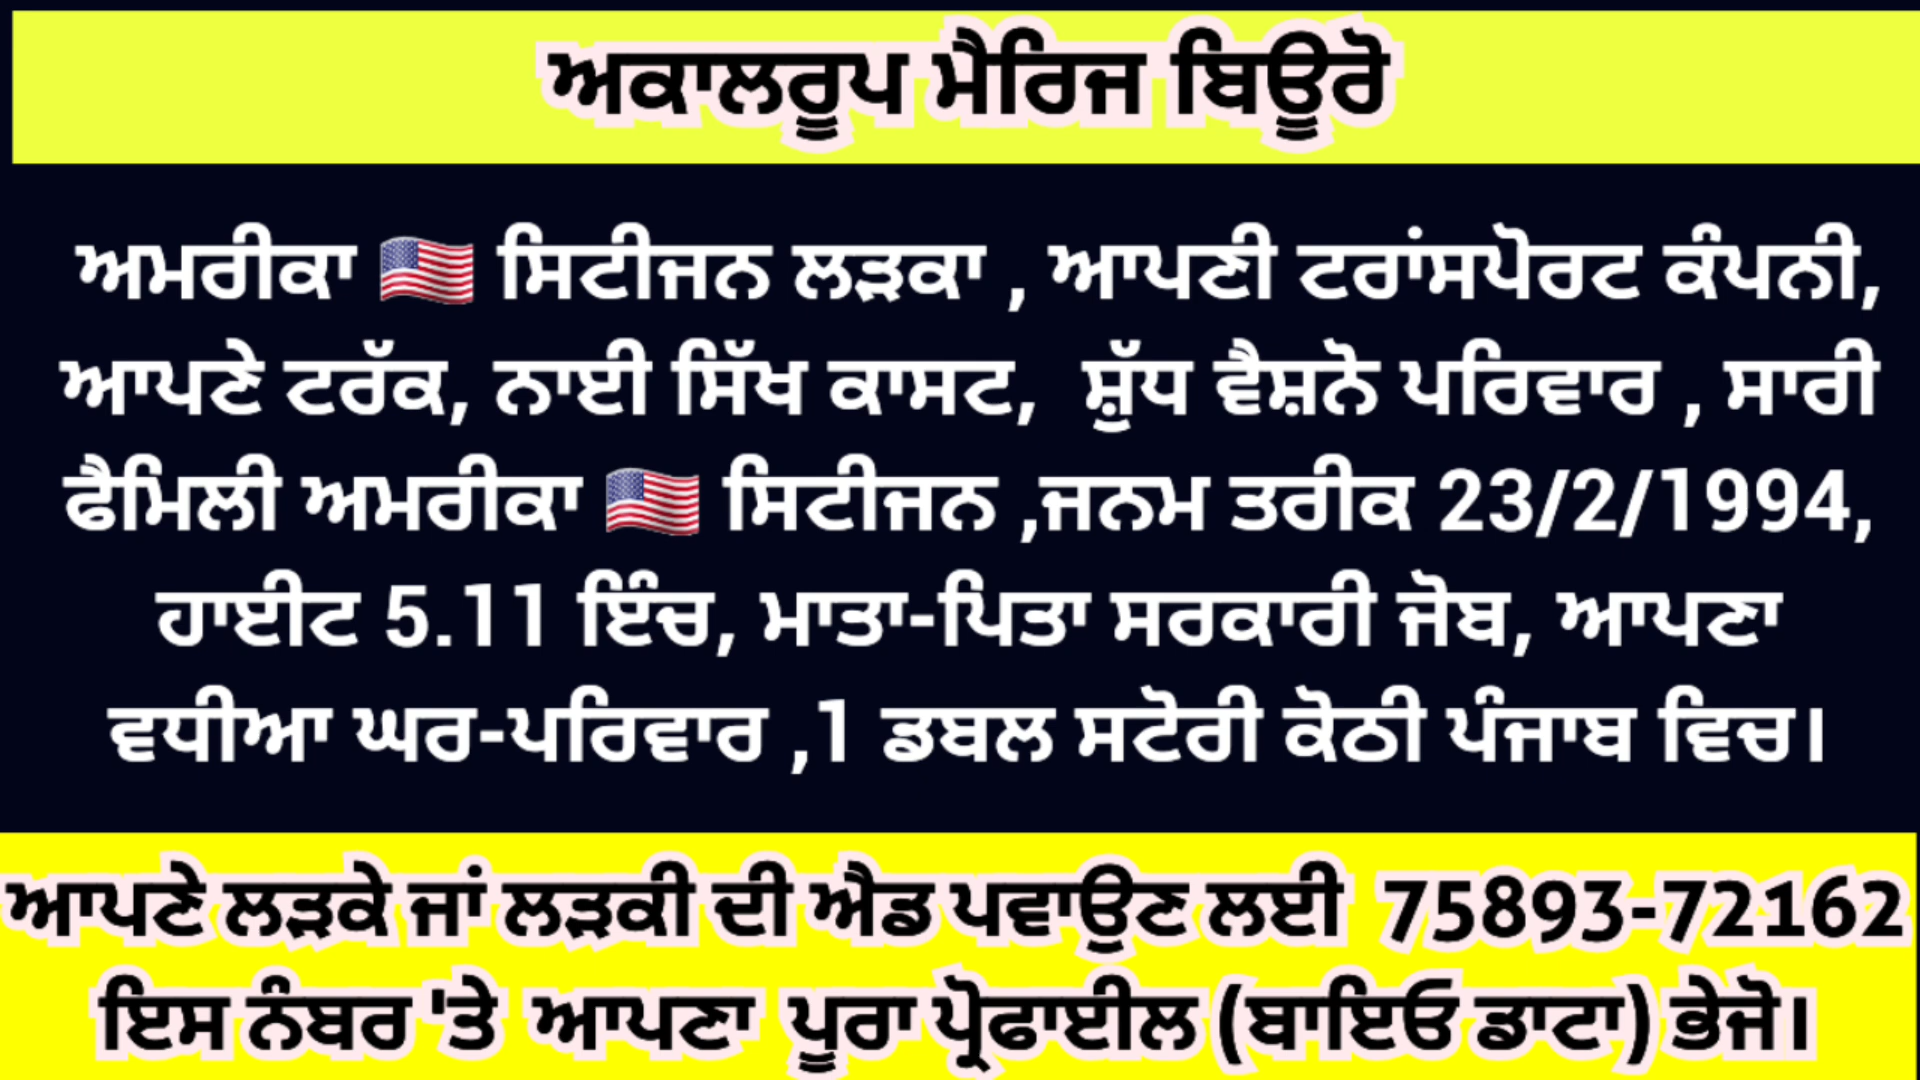 ਅਕਾਲਰੂਪ ਮੈਰਿਜ ਬਿਊਰੋ
ਅਮਰੀਕਾ 🇺🇸 ਸਿਟੀਜਨ ਲੜਕਾ , ਆਪਣੀ ਟਰਾਂਸਪੋਰਟ ਕੰਪਨੀ,
ਆਪਣੇ ਟਰੱਕ, ਨਾਈ ਸਿੱਖ ਕਾਸਟ, ਸ਼ੁੱਧ ਵੈਸ਼ਨੋ ਪਰਿਵਾਰ , ਸਾਰੀ
ਫੈਮਿਲੀ ਅਮਰੀਕਾ 🇺🇸 ਸਿਟੀਜਨ ,ਜਨਮ ਤਰੀਕ 23/2/1994,
ਹਾਈਟ 5.11 ਇੰਚ, ਮਾਤਾ-ਪਿਤਾ ਸਰਕਾਰੀ ਜੋਬ, ਆਪਣਾ
ਵਧੀਆ ਘਰ-ਪਰਿਵਾਰ ,1 ਡਬਲ ਸਟੋਰੀ ਕੋਠੀ ਪੰਜਾਬ ਵਿਚ।
ਆਪਣੇ ਲੜਕੇ ਜਾਂ ਲੜਕੀ ਦੀ ਐਡ ਪਵਾਉਣ ਲਈ 75893-72162
ਇਸ ਨੰਬਰ 'ਤੇ ਆਪਣਾ ਪੂਰਾ ਪ੍ਰੋਫਾਈਲ (ਬਾਇਓ ਡਾਟਾ) ਭੇਜੋ।